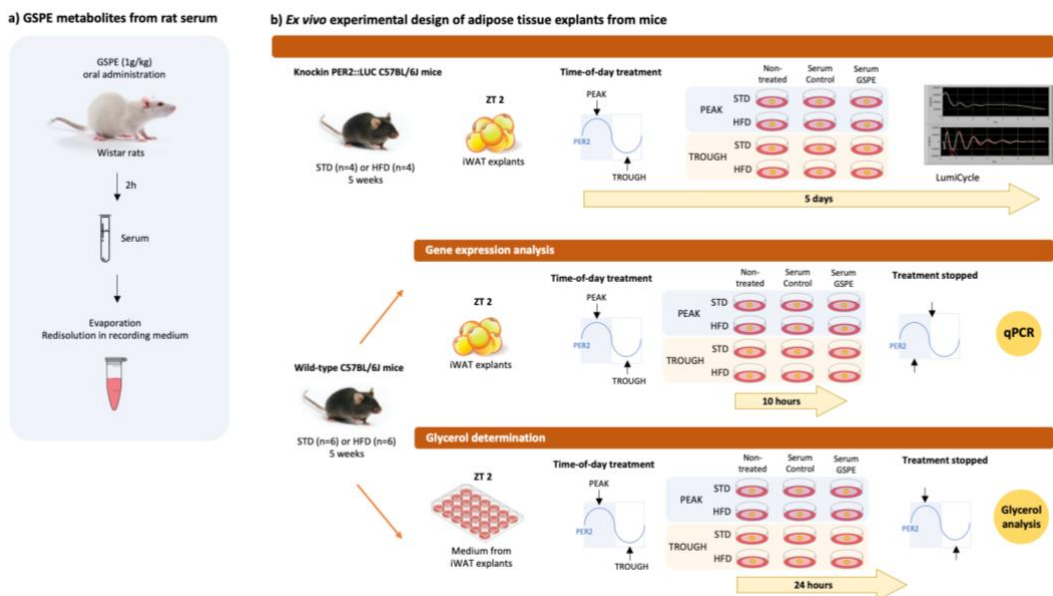 a) GSPE metabolites from rat serum
GSPE (1g/kg)
oral administration
Wistar rats
2h
Serum
Evaporation
Redisolution in recording medium
b) Ex vivo experimental design of adipose tissue explants from mice
Knockin PER2::LUC C57BL/6J mice
STD (n=4) or HFD (n=4)
5 weeks
ZT 2
iWAT explants
Time-of-day treatment
PEAK
PER2
TROUGH
Non-
treated
Serum
Control
Serum
GSPE
PEAK
STD
HFD
TROUGH
STD
HFD
LumiCycle
5 days
Wild-type C57BL/6J mice
STD (n=6) or HFD (n=6)
5 weeks
Gene expression analysis
ZT 2
iWAT explants
Time-of-day treatment
PEAK
PER2
TROUGH
Non-
treated
Serum
Control
Serum
GSPE
PEAK
STD
HFD
TROUGH
STD
HFD
10 hours
Treatment stopped
PER2
qPCR
Glycerol determination
ZT 2
Medium from
iWAT explants
Time-of-day treatment
PEAK
PER2
TROUGH
Non-
treated
Serum
Control
Serum
GSPE
PEAK
STD
HFD
TROUGH
STD
HFD
24 hours
Treatment stopped
PER2
Glycerol
analysis